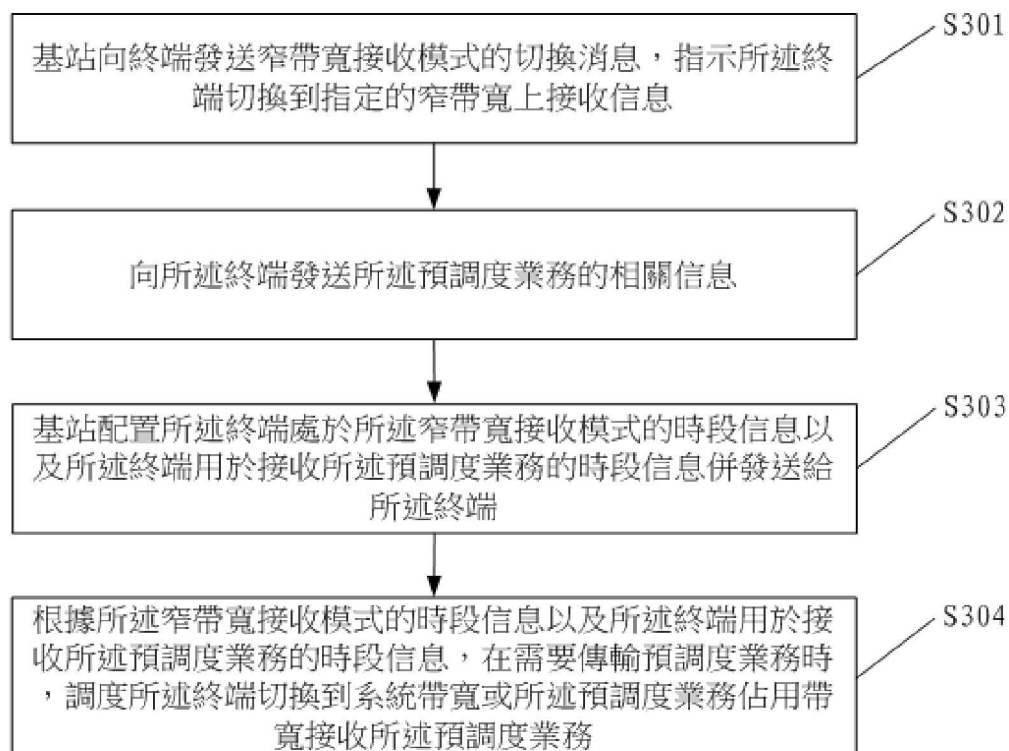 基站向終端發送窄帶寬接收模式的切換消息，指示所述終
端切換到指定的窄帶寬上接收信息
S301
向所述終端發送所述預調度業務的相關信息
S302
基站配置所述終端處於所述窄帶寬接收模式的時段信息以
及所述終端用於接收所述預調度業務的時段信息併發送給
所述終端
S303
根據所述窄帶寬接收模式的時段信息以及所述終端用於接
收所述預調度業務的時段信息，在需要傳輸預調度業務時
，調度所述終端切換到系統帶寬或所述預調度業務佔用帶
寬接收所述預調度業務
S304